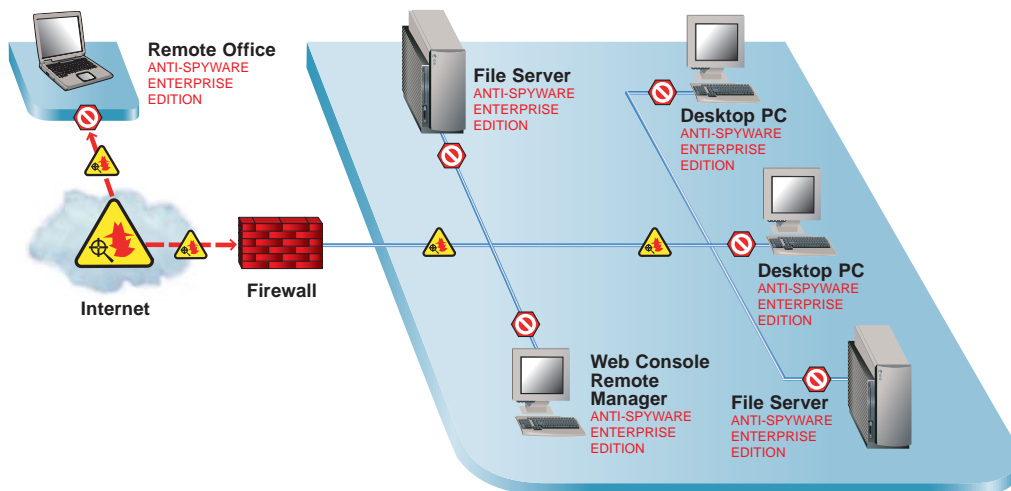 Remote Office
ANTI-SPYWARE
ENTERPRISE
EDITION
File Server
ANTI-SPYWARE
ENTERPRISE
EDITION
Desktop PC
ANTI-SPYWARE
ENTERPRISE
EDITION
Internet
Firewall
Desktop PC
ANTI-SPYWARE
ENTERPRISE
EDITION
Web Console
Remote
Manager
ANTI-SPYWARE
ENTERPRISE
EDITION
File Server
ANTI-SPYWARE
ENTERPRISE
EDITION